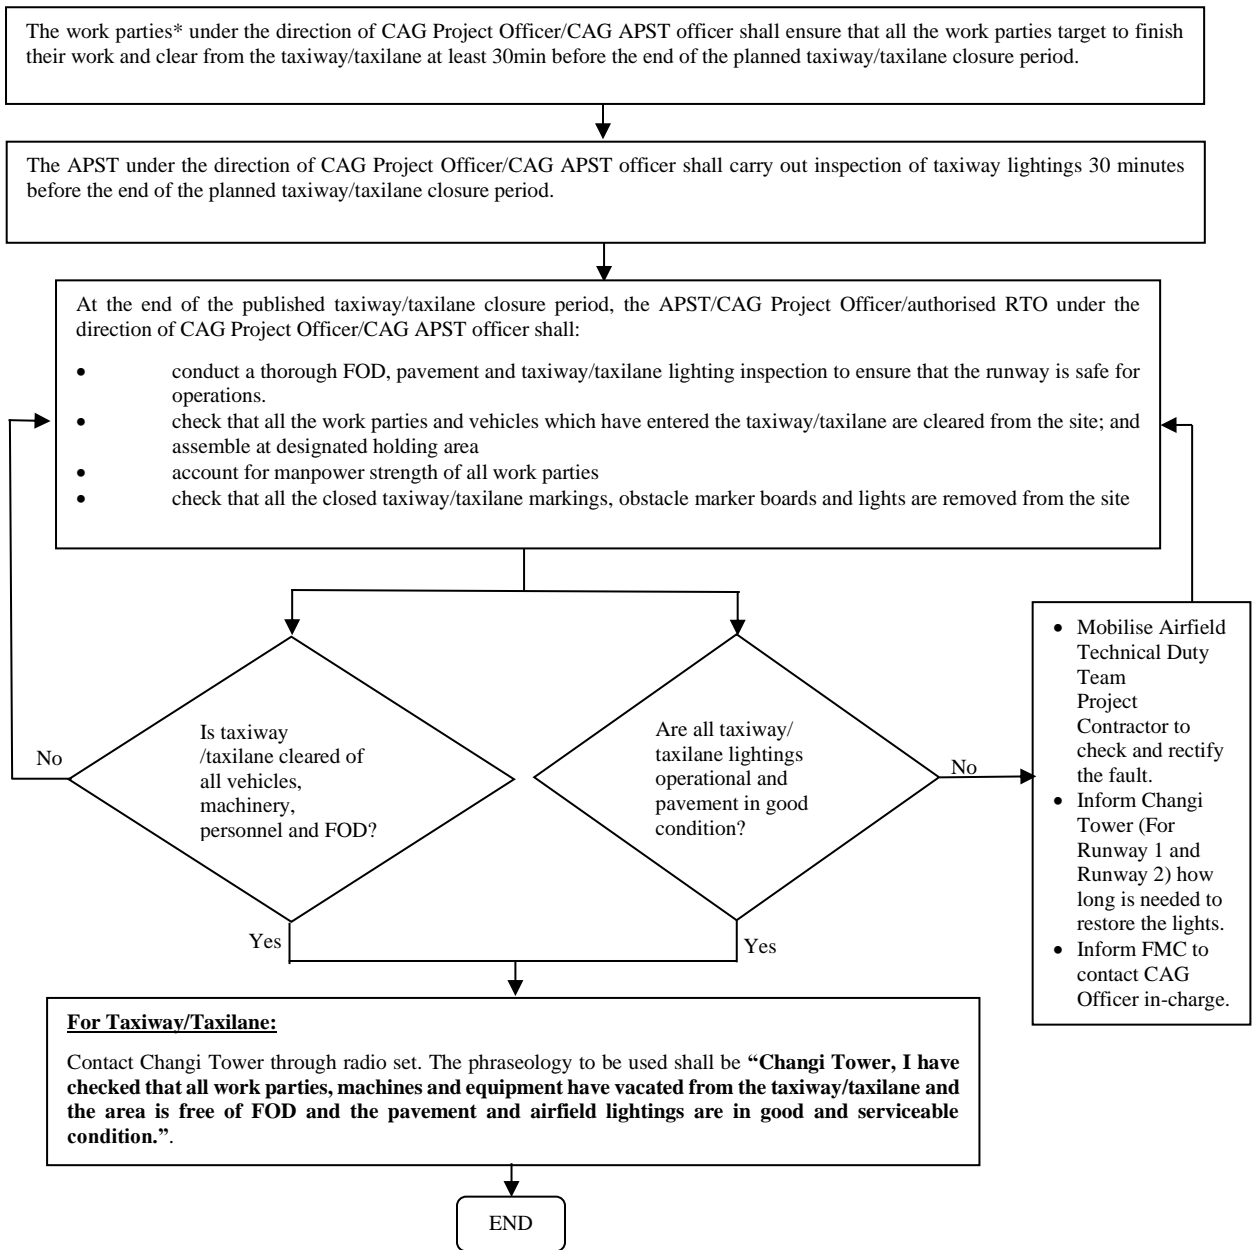 The work parties* under the direction of CAG Project Officer/CAG APST officer shall ensure that all the work parties target to finish
their work and clear from the taxiway/taxilane at least 30min before the end of the planned taxiway/taxilane closure period.
The APST under the direction of CAG Project Officer/CAG APST officer shall carry out inspection of taxiway lightings 30 minutes
before the end of the planned taxiway/taxilane closure period.
At the end of the published taxiway/taxilane closure period, the APST/CAG Project Officer/authorised RTO under the
direction of CAG Project Officer/CAG APST officer shall:
• conduct a thorough FOD, pavement and taxiway/taxilane lighting inspection to ensure that the runway is safe for
operations.
• check that all the work parties and vehicles which have entered the taxiway/taxilane are cleared from the site; and
assemble at designated holding area
• account for manpower strength of all work parties
• check that all the closed taxiway/taxilane markings, obstacle marker boards and lights are removed from the site
Is taxiway
/taxilane cleared of
all vehicles,
machinery,
personnel and FOD?
No
Yes
Are all taxiway/
taxilane lightings
operational and
pavement in good
condition?
No
Yes
• Mobilise Airfield
Technical Duty
Team
Project
Contractor to
check and rectify
the fault.
• Inform Changi
Tower (For
Runway 1 and
Runway 2) how
long is needed to
restore the lights.
• Inform FMC to
contact CAG
Officer in-charge.
For Taxiway/Taxilane:
Contact Changi Tower through radio set. The phraseology to be used shall be “Changi Tower, I have
checked that all work parties, machines and equipment have vacated from the taxiway/taxilane and
the area is free of FOD and the pavement and airfield lightings are in good and serviceable
condition.”.
END